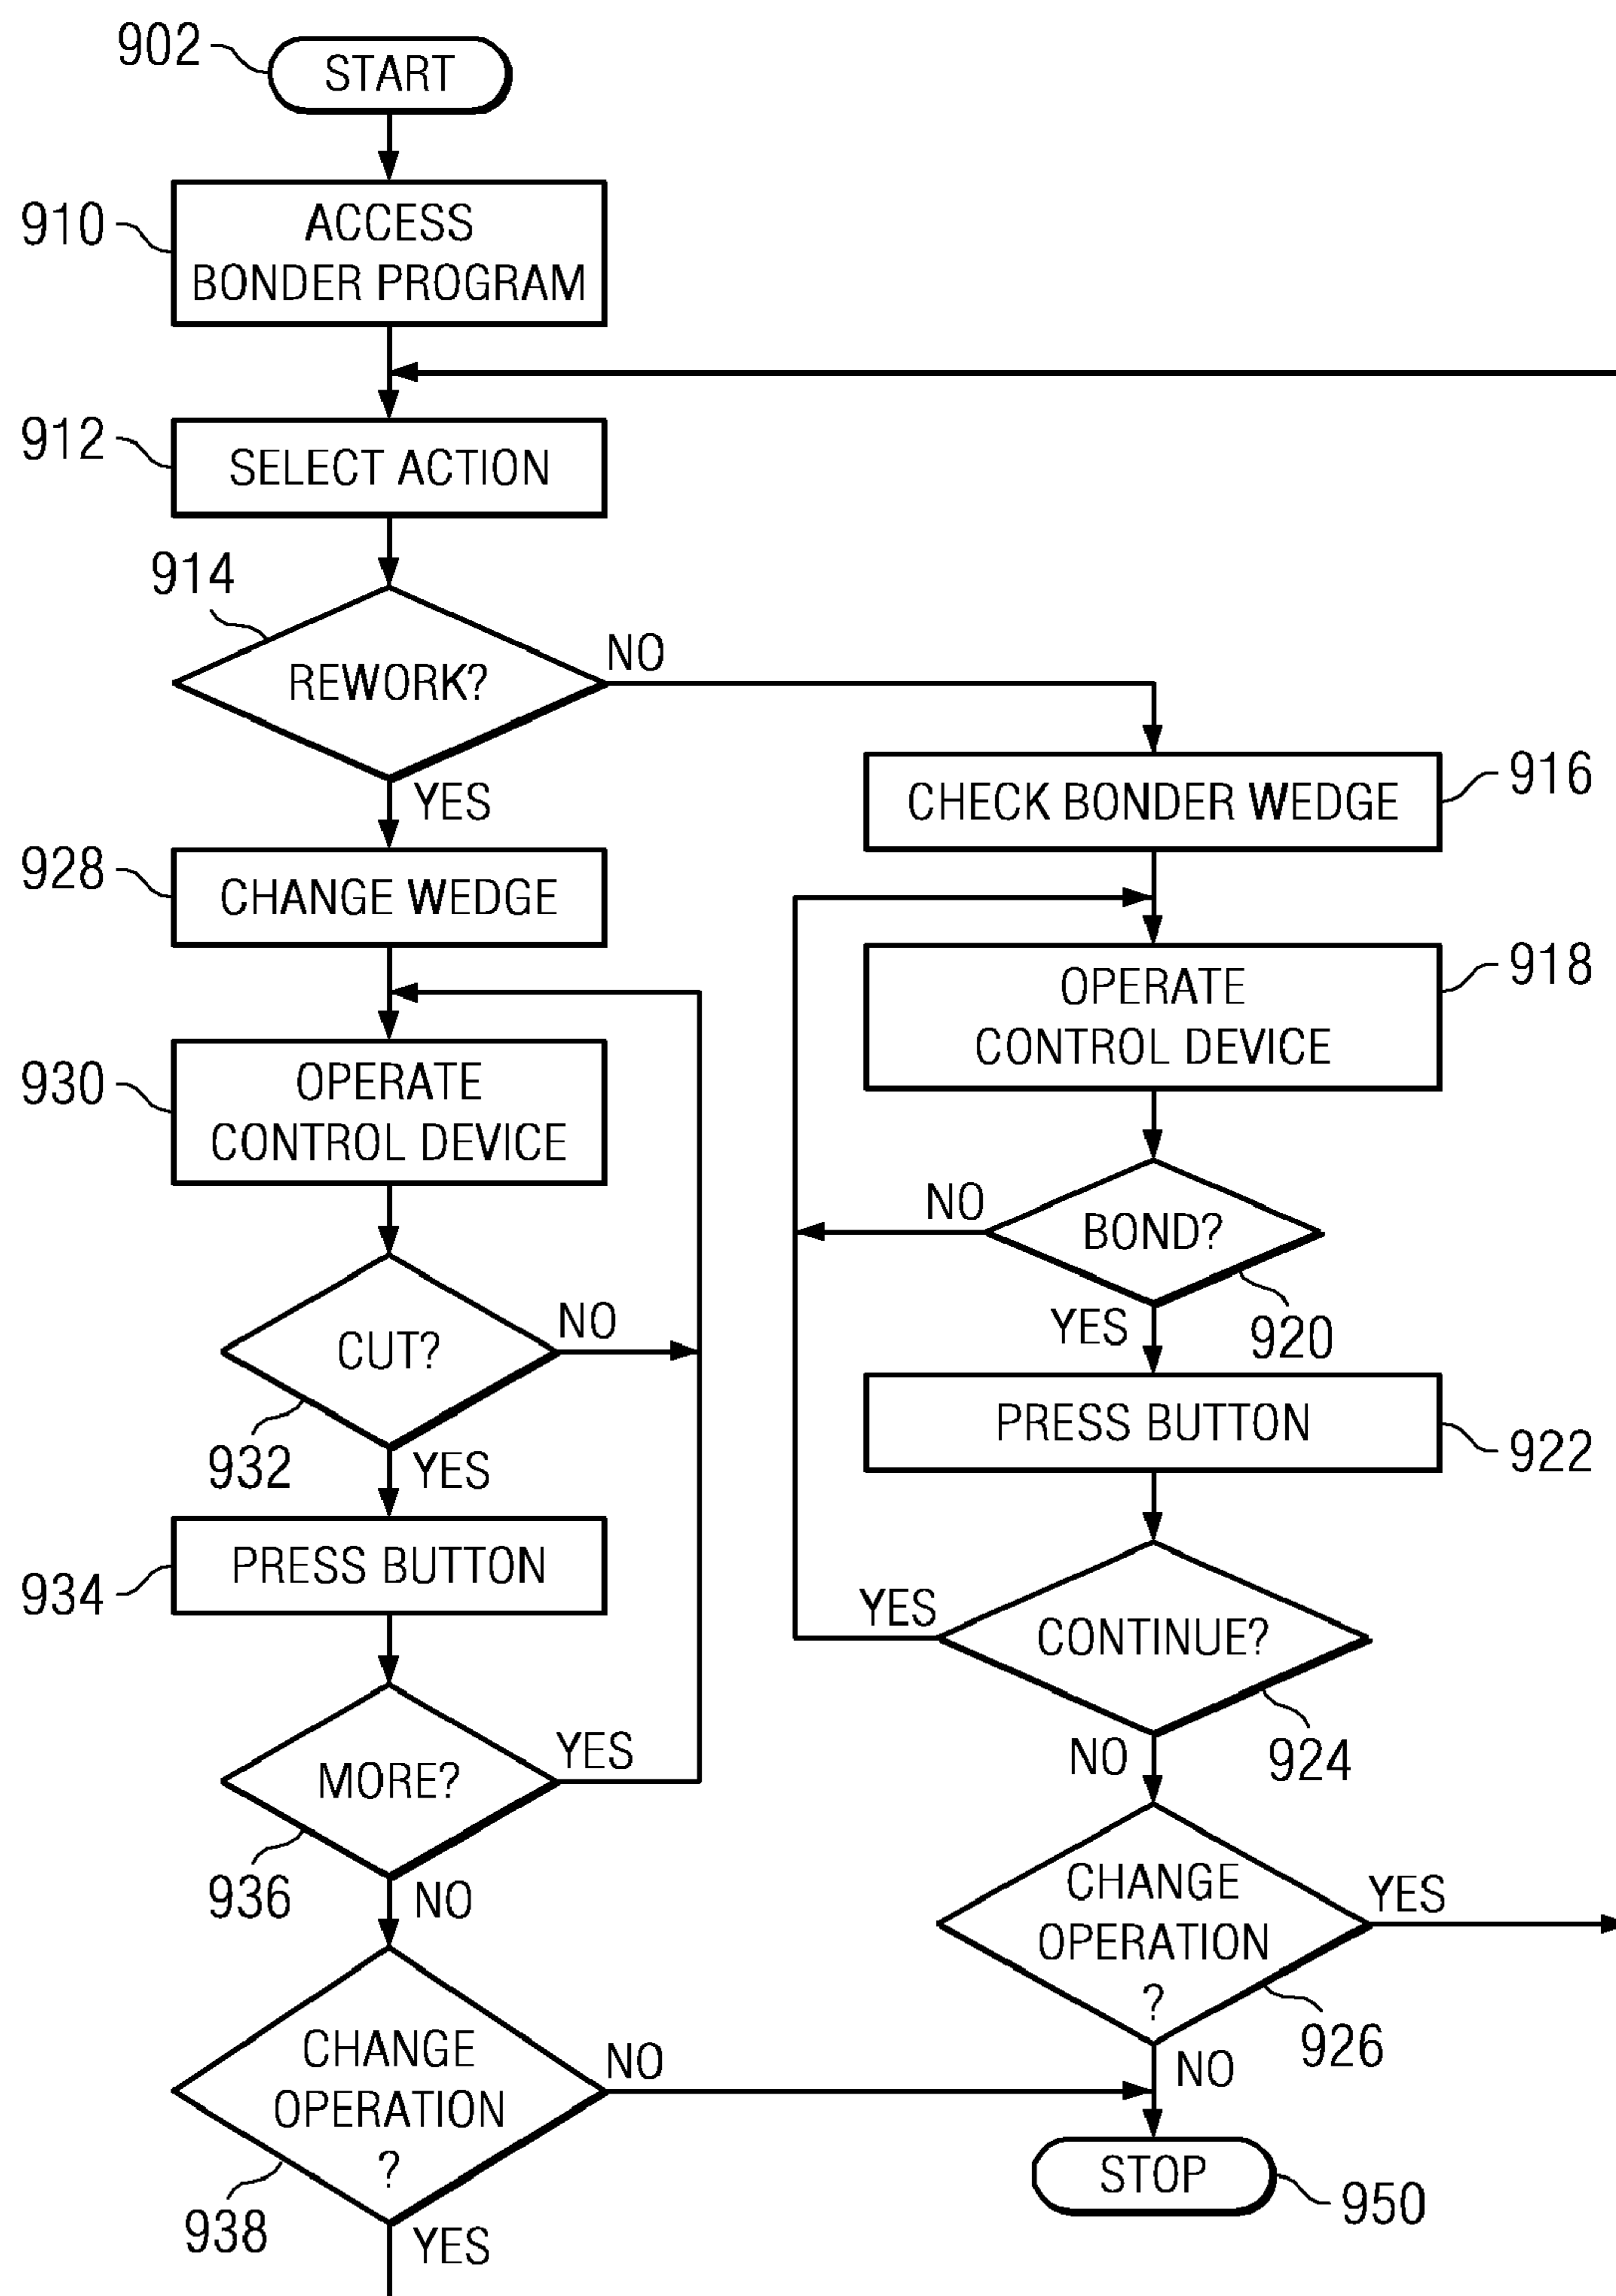 902
START
910
ACCESS
BONDER PROGRAM
912
SELECT ACTION
914
REWORK?
NO
YES
916
CHECK BONDER WEDGE
928
CHANGE WEDGE
918
OPERATE
CONTROL DEVICE
930
OPERATE
CONTROL DEVICE
NO
BOND?
920
YES
CUT?
NO
932
YES
PRESS BUTTON
922
934
PRESS BUTTON
YES
CONTINUE?
924
NO
MORE?
YES
936
NO
CHANGE
OPERATION
?
YES
926
NO
CHANGE
OPERATION
?
NO
938
YES
STOP
950